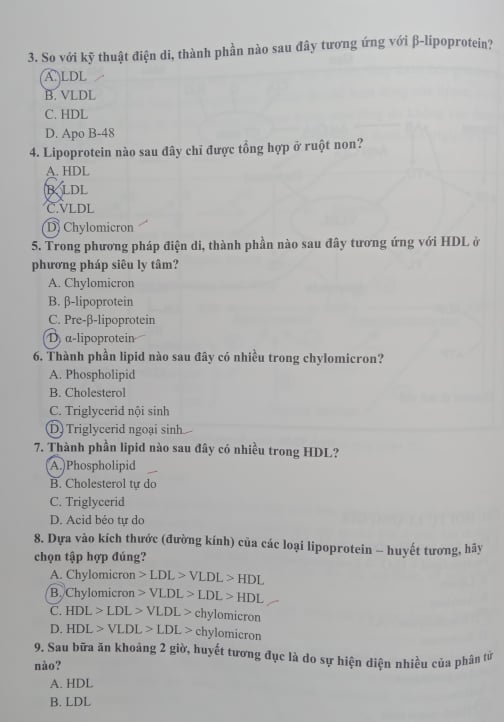 3. So với kỹ thuật điện di, thành phần nào sau đây tương ứng với β-lipoprotein?
A. LDL
B. VLDL
C. HDL
D. Apo B-48
4. Lipoprotein nào sau đây chỉ được tổng hợp ở ruột non?
A. HDL
B. LDL
C. VLDL
D. Chylomicron
5. Trong phương pháp điện di, thành phần nào sau đây tương ứng với HDL ở
phương pháp siêu ly tâm?
A. Chylomicron
B. β-lipoprotein
C. Pre-β-lipoprotein
D. α-lipoprotein
6. Thành phần lipid nào sau đây có nhiều trong chylomicron?
A. Phospholipid
B. Cholesterol
C. Triglycerid nội sinh
D. Triglycerid ngoại sinh
7. Thành phần lipid nào sau đây có nhiều trong HDL?
A. Phospholipid
B. Cholesterol tự do
C. Triglycerid
D. Acid béo tự do
8. Dựa vào kích thước (đường kính) của các loại lipoprotein – huyết tương, hãy
chọn tập hợp đúng?
A. Chylomicron > LDL > VLDL > HDL
B. Chylomicron > VLDL > LDL > HDL
C. HDL > LDL > VLDL > chylomicron
D. HDL > VLDL > LDL > chylomicron
9. Sau bữa ăn khoảng 2 giờ, huyết tương đục là do sự hiện diện nhiều của phân tử
nào?
A. HDL
B. LDL